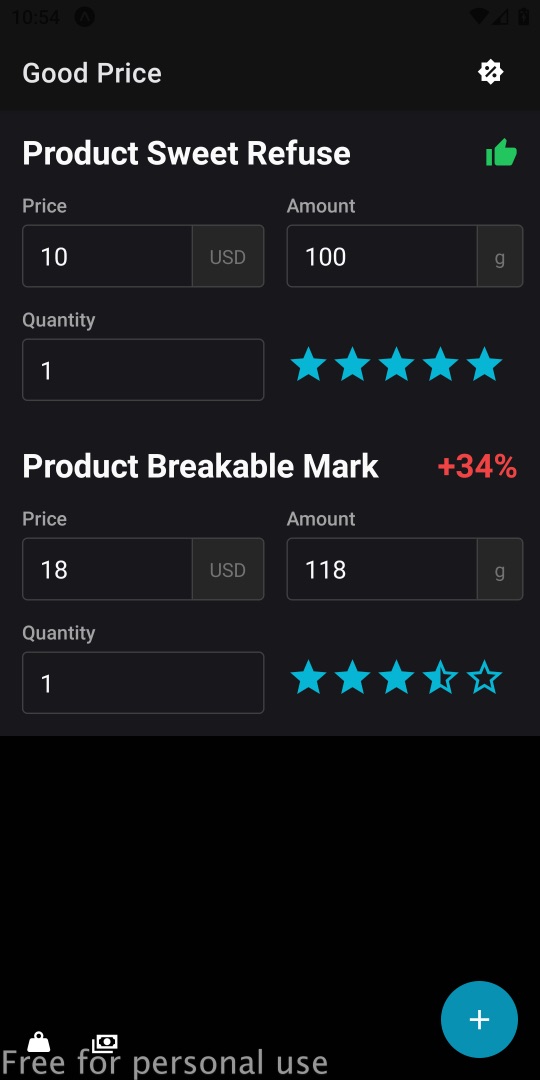 10:54
Good Price
Product Sweet Refuse
Price
Amount
10 USD
100 g
Quantity
1
Product Breakable Mark +34%
Price
Amount
18 USD
118 g
Quantity
1
Free for personal use